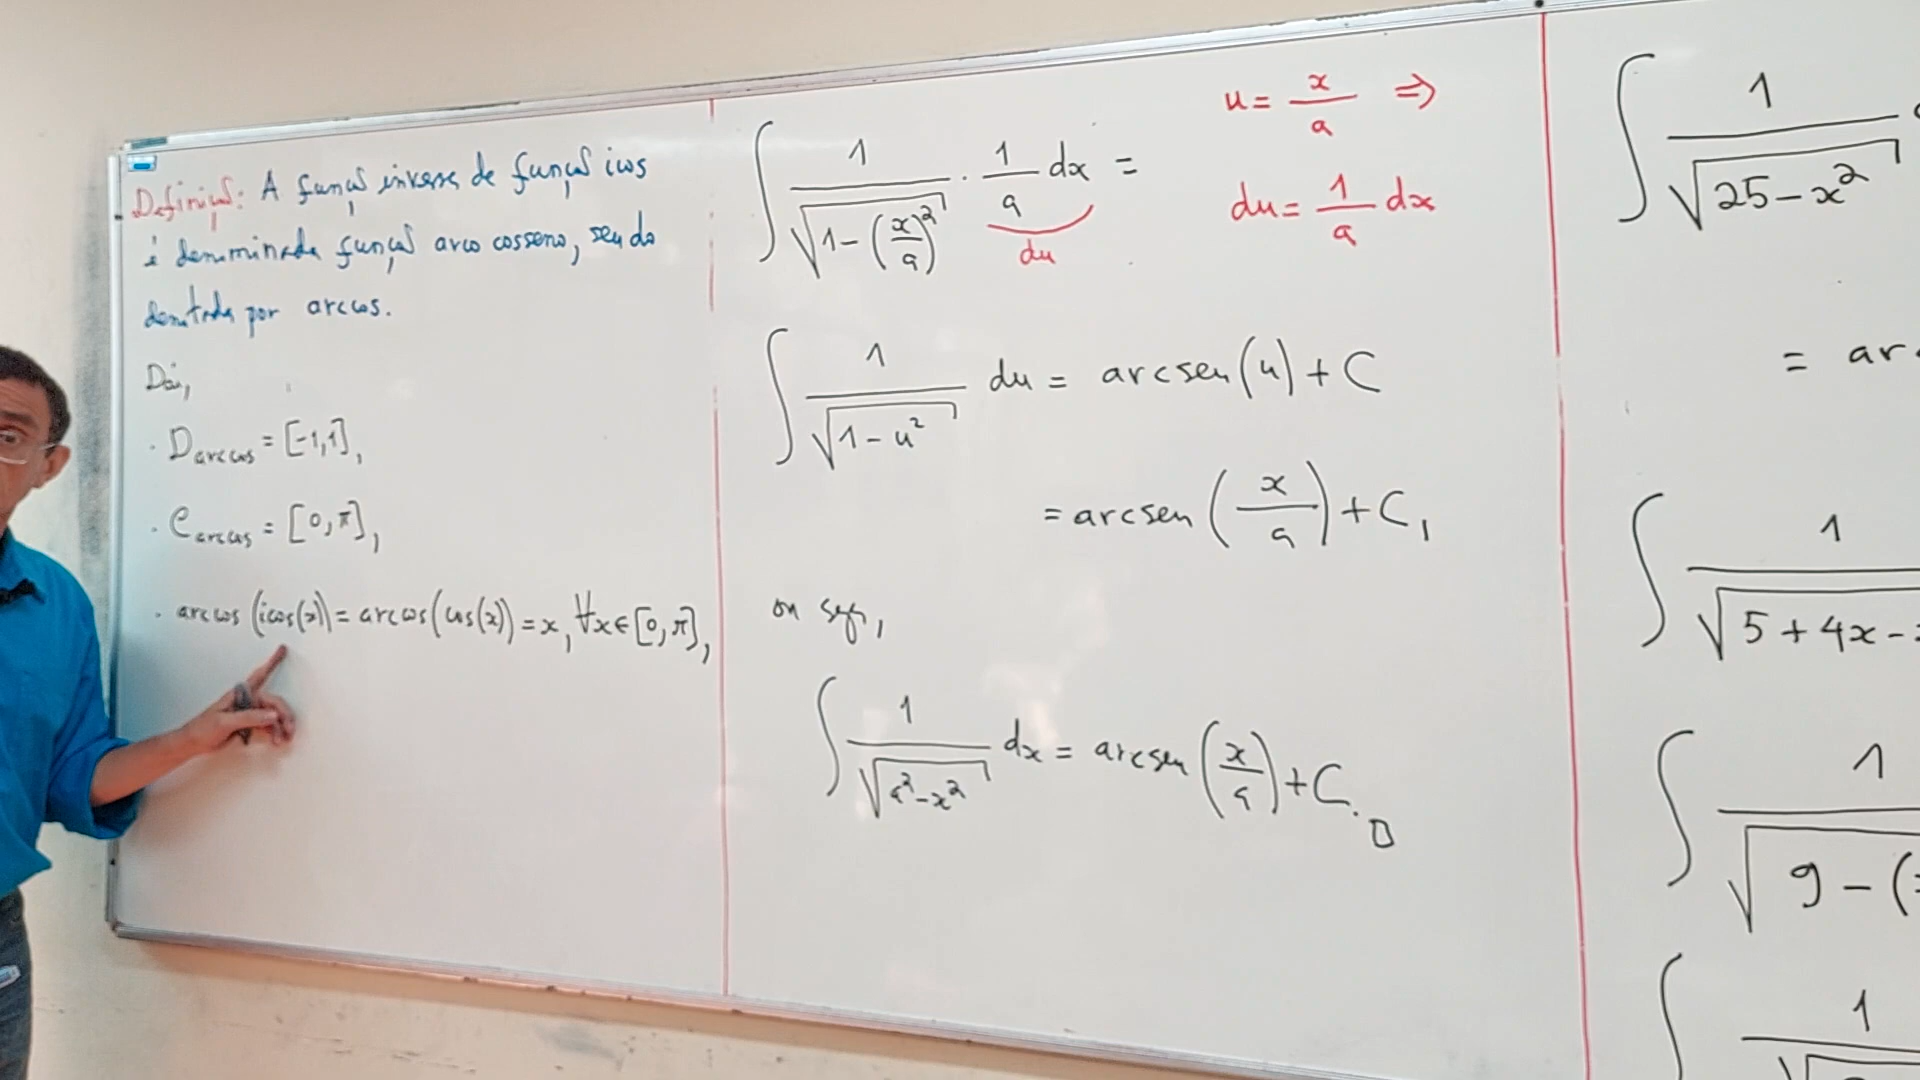 Definição: A função inversa de função icos
é denominada função arco cosseno, sendo
denotada por arccos.
Daí,
· D_arccos = [-1,1],
· C_arccos = [0,π],
· arccos(icos(x)) = arccos(cos(x)) = x, ∀x∈[0,π],
∫ 1/√(1-(x/a)²) · 1/a dx =
du
u = x/a ⇒
du = 1/a dx
∫ 1/√(1-u²) du = arcsen(u) + C
= arcsen(x/a) + C,
ou seja,
∫ 1/√(a²-x²) dx = arcsen(x/a) + C. □
∫ 1/√(25-x²)
= ar
∫ 1/√(5+4x-
∫ 1/√(9-(
∫ 1/√